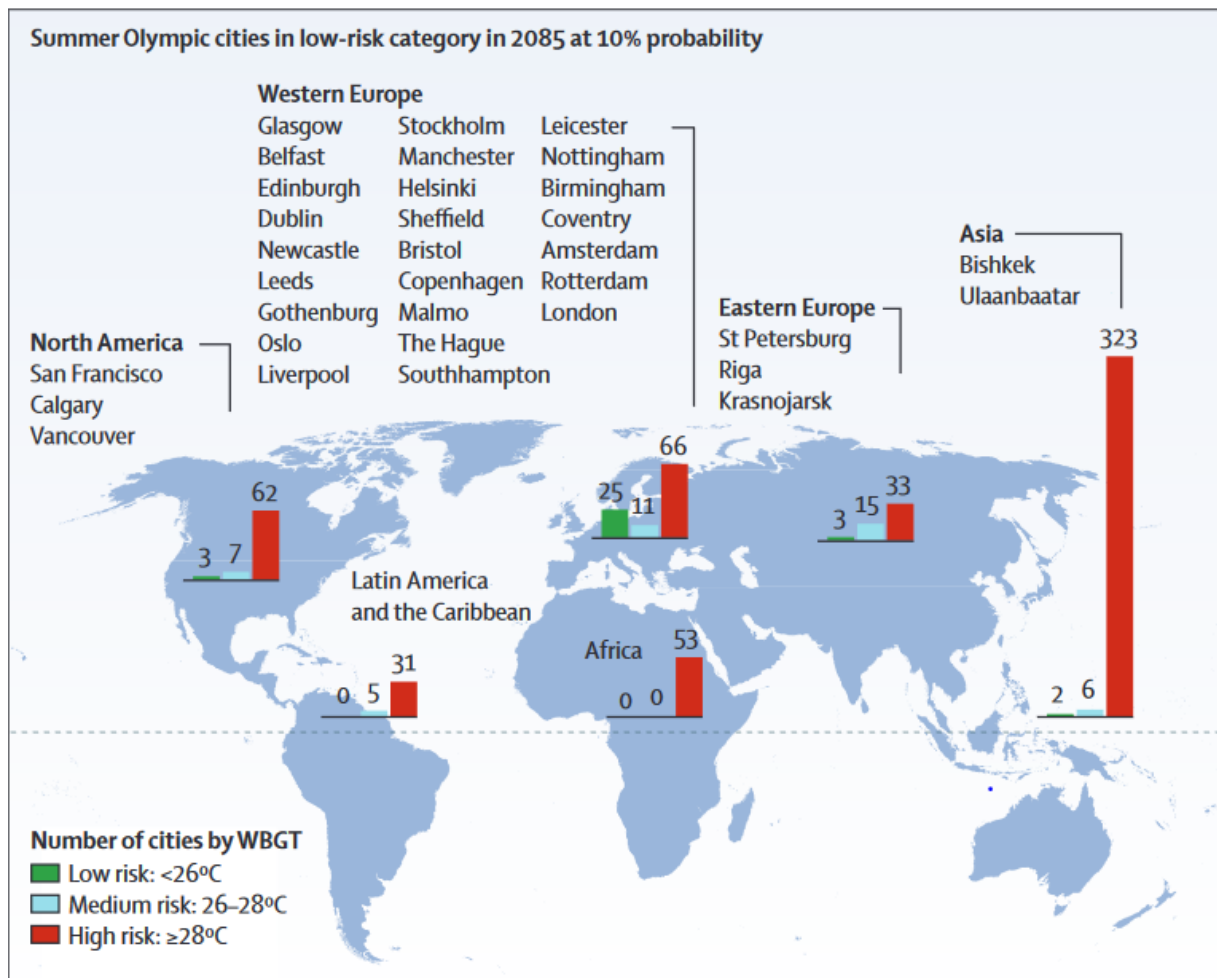 Summer Olympic cities in low-risk category in 2085 at 10% probability
Western Europe
Glasgow Stockholm Leicester
Belfast Manchester Nottingham
Edinburgh Helsinki Birmingham
Dublin Sheffield Coventry
Newcastle Bristol Amsterdam
Leeds Copenhagen Rotterdam
Gothenburg Malmo London
Oslo The Hague
Liverpool Southhampton
North America
San Francisco
Calgary
Vancouver
Eastern Europe
St Petersburg
Riga
Krasnojarsk
Asia
Bishkek
Ulaanbaatar
3 7 62
25 11 66
3 15 33
2 6 323
Latin America
and the Caribbean
0 5 31
Africa
0 0 53
Number of cities by WBGT
Low risk: <26ºC
Medium risk: 26–28ºC
High risk: ≥28ºC